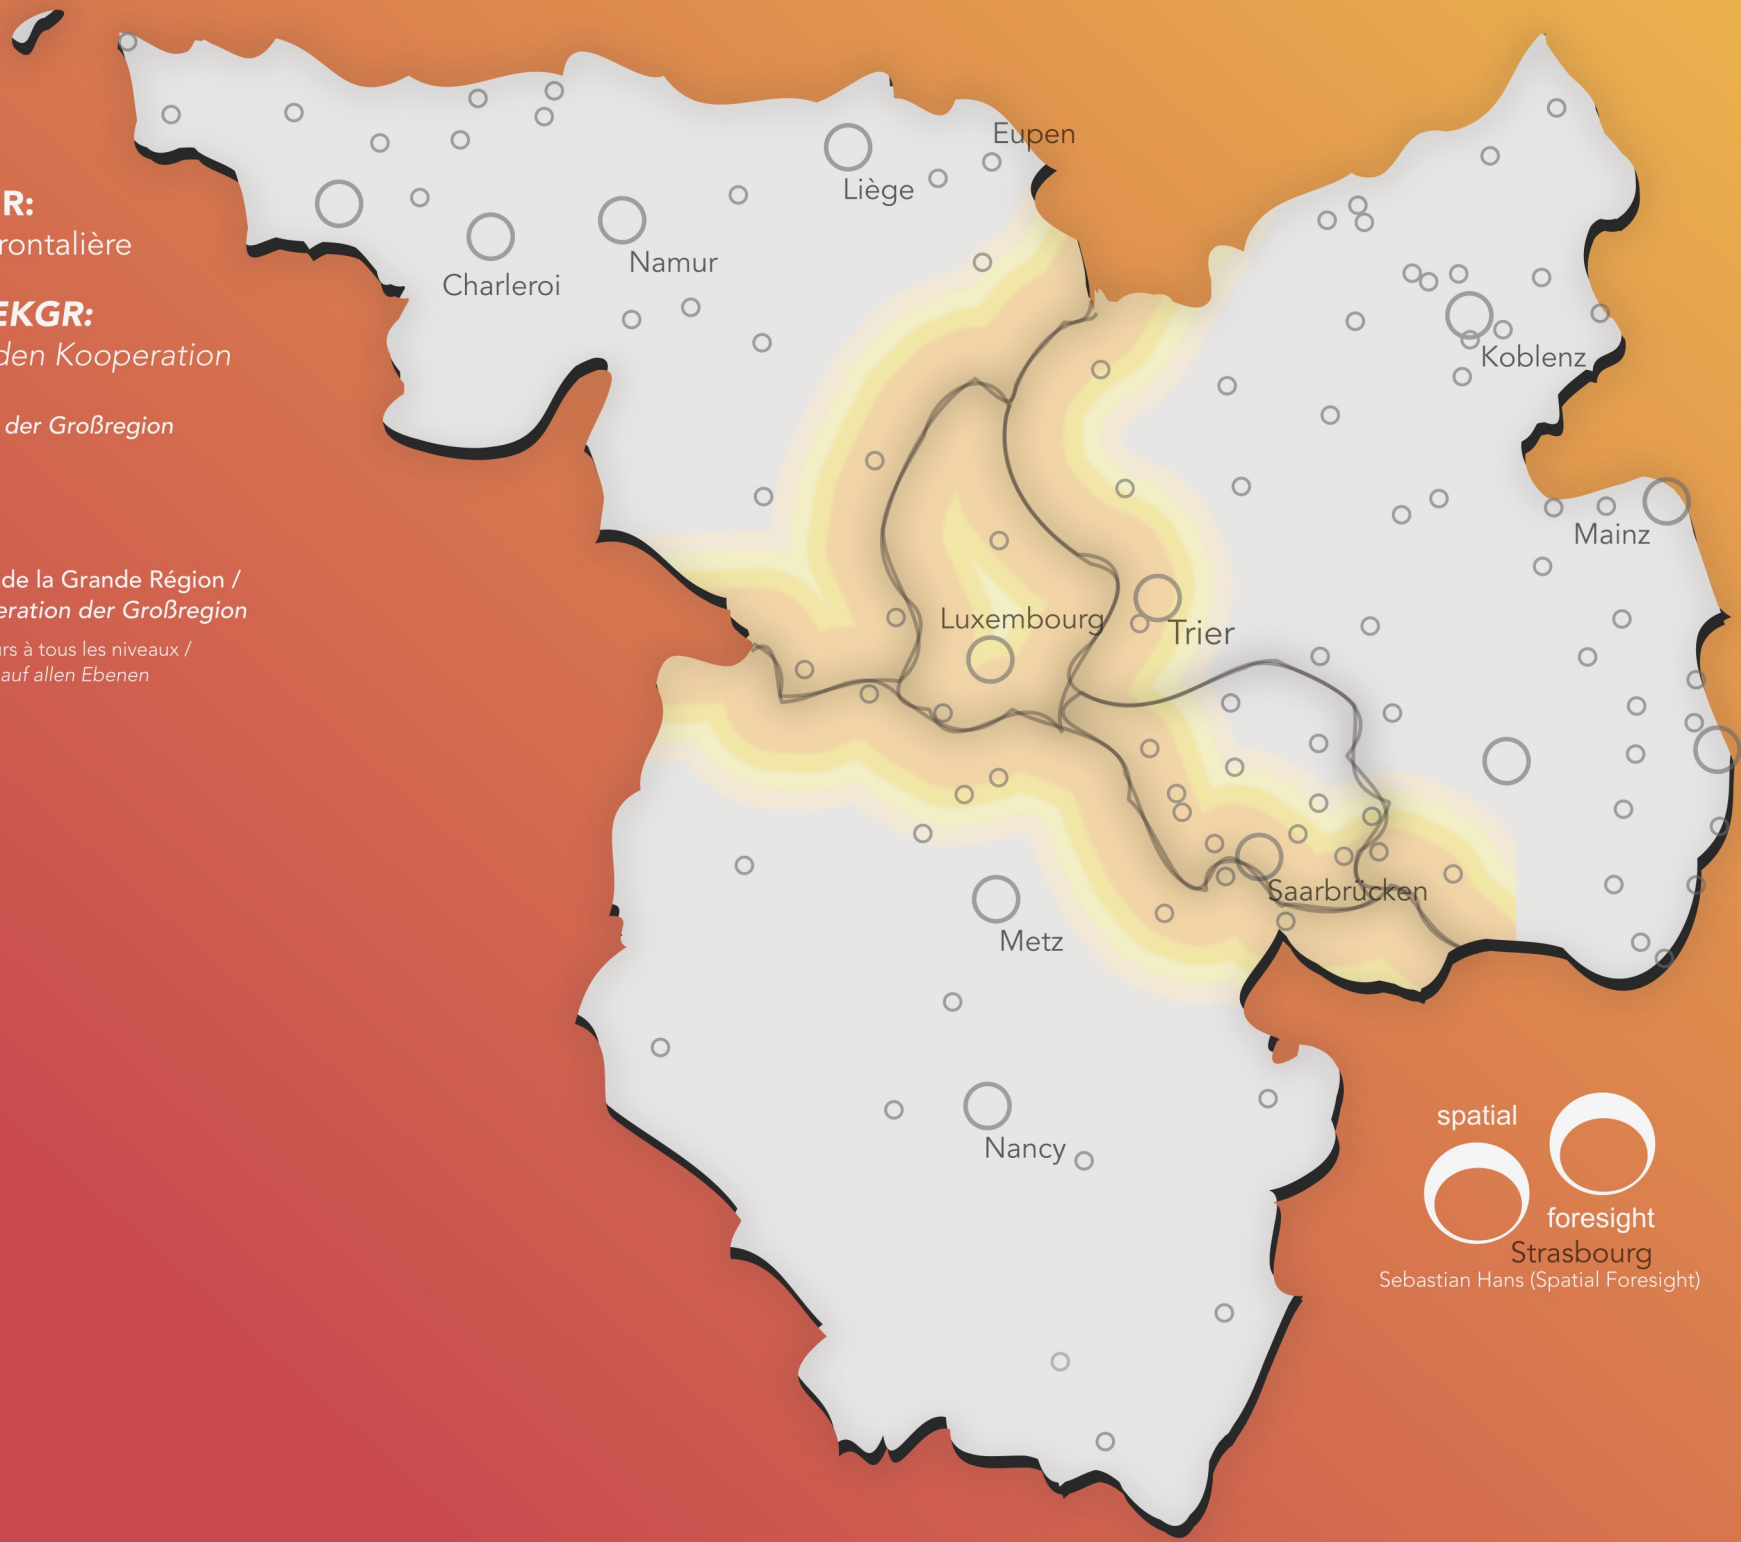 R:
rontalière
EKGR:
den Kooperation
der Großregion
de la Grande Région /
eration der Großregion
rs à tous les niveaux /
auf allen Ebenen
Eupen
Liège
Namur
Charleroi
Koblenz
Mainz
Luxembourg
Trier
Saarbrücken
Metz
Nancy
spatial
foresight
Strasbourg
Sebastian Hans (Spatial Foresight)